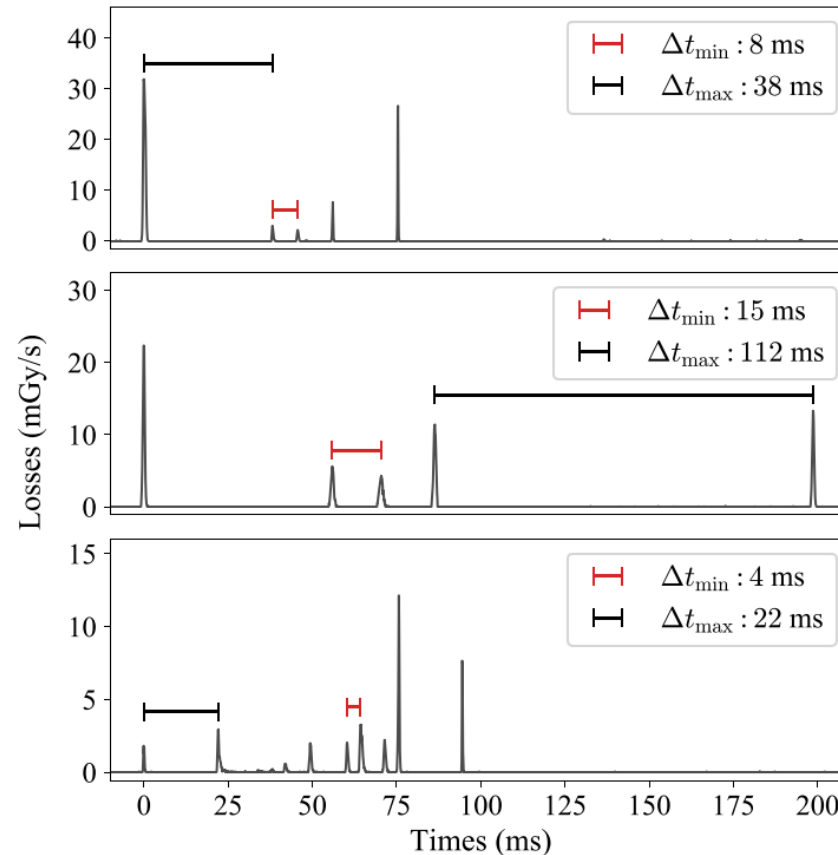 Losses (mGy/s)
40
30
20
10
0
Δt_min : 8 ms
Δt_max : 38 ms
30
20
10
0
Δt_min : 15 ms
Δt_max : 112 ms
15
10
5
0
Δt_min : 4 ms
Δt_max : 22 ms
0 25 50 75 100 125 150 175 200
Times (ms)